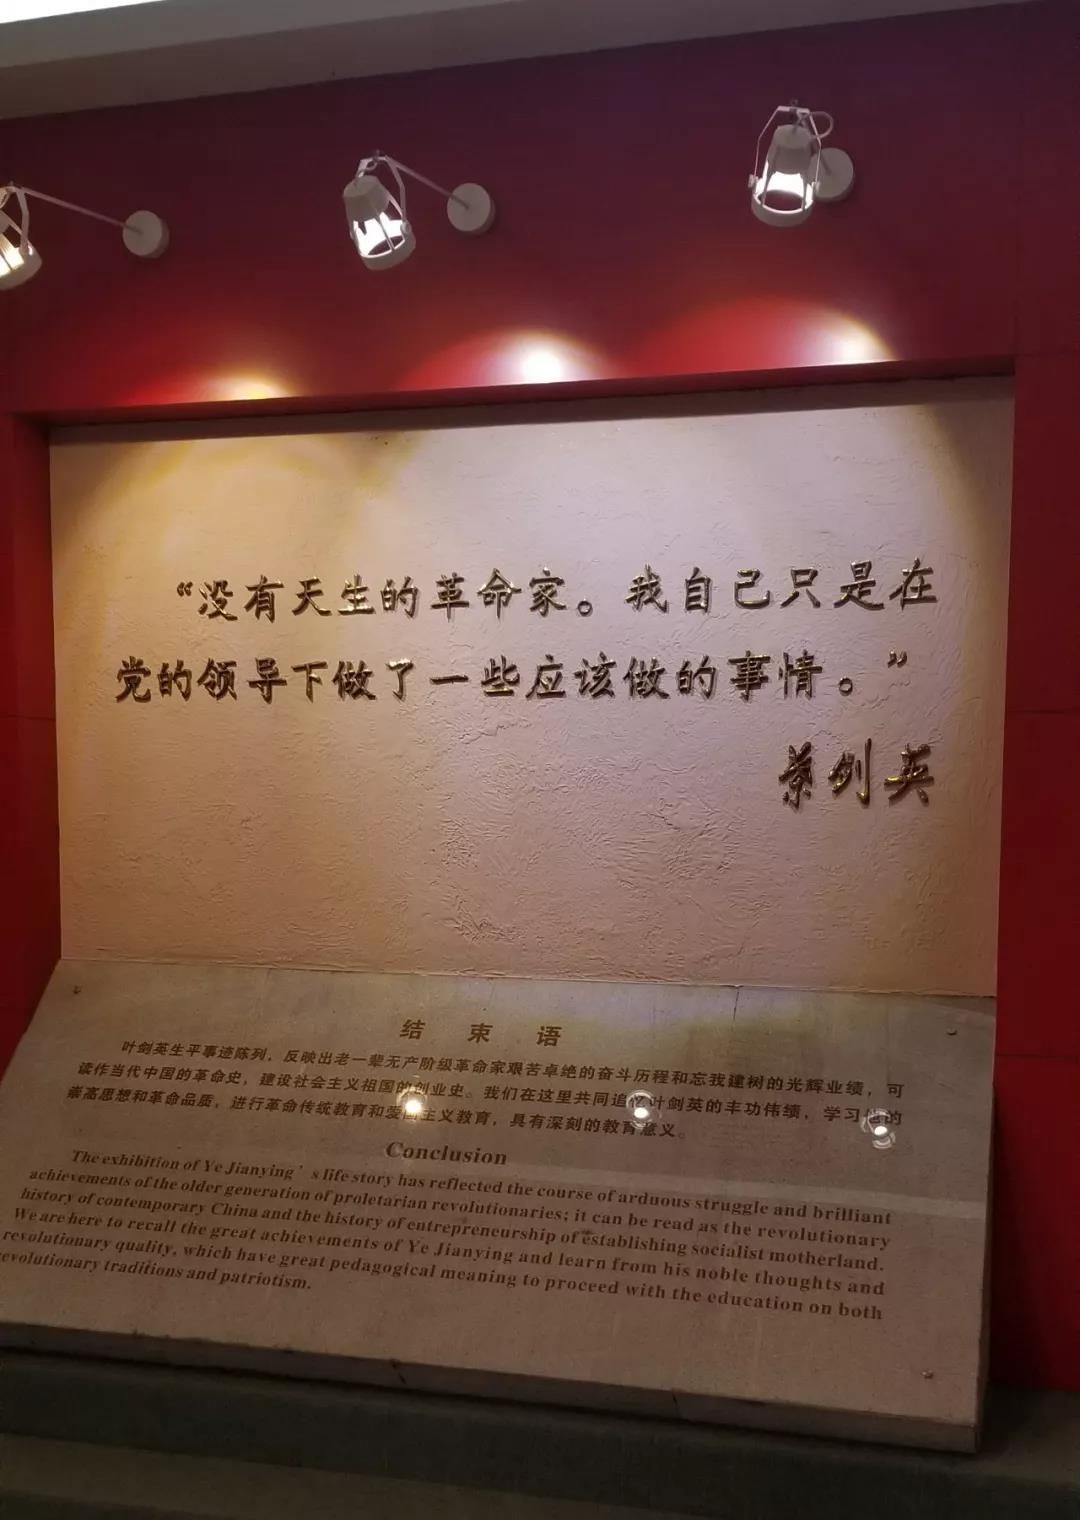 “没有天生的革命家。我自己只是在
党的领导下做了一些应该做的事情。”
葉剑英
结束语
叶剑英生平事迹陈列，反映出老一辈无产阶级革命家艰苦卓绝的奋斗历程和忘我建树的光辉业绩，可
读作当代中国的革命史，建设社会主义祖国的创业史。我们在这里共同追忆叶剑英的丰功伟绩，学习他的
崇高思想和革命品质，进行革命传统教育和爱国主义教育，具有深刻的教育意义。
Conclusion
The exhibition of Ye Jianying’s life story has reflected the course of arduous struggle and brilliant
achievements of the older generation of proletarian revolutionaries; it can be read as the revolutionary
history of contemporary China and the history of entrepreneurship of establishing socialist motherland.
We are here to recall the great achievements of Ye Jianying and learn from his noble thoughts and
revolutionary quality, which have great pedagogical meaning to proceed with the education on both
revolutionary traditions and patriotism.